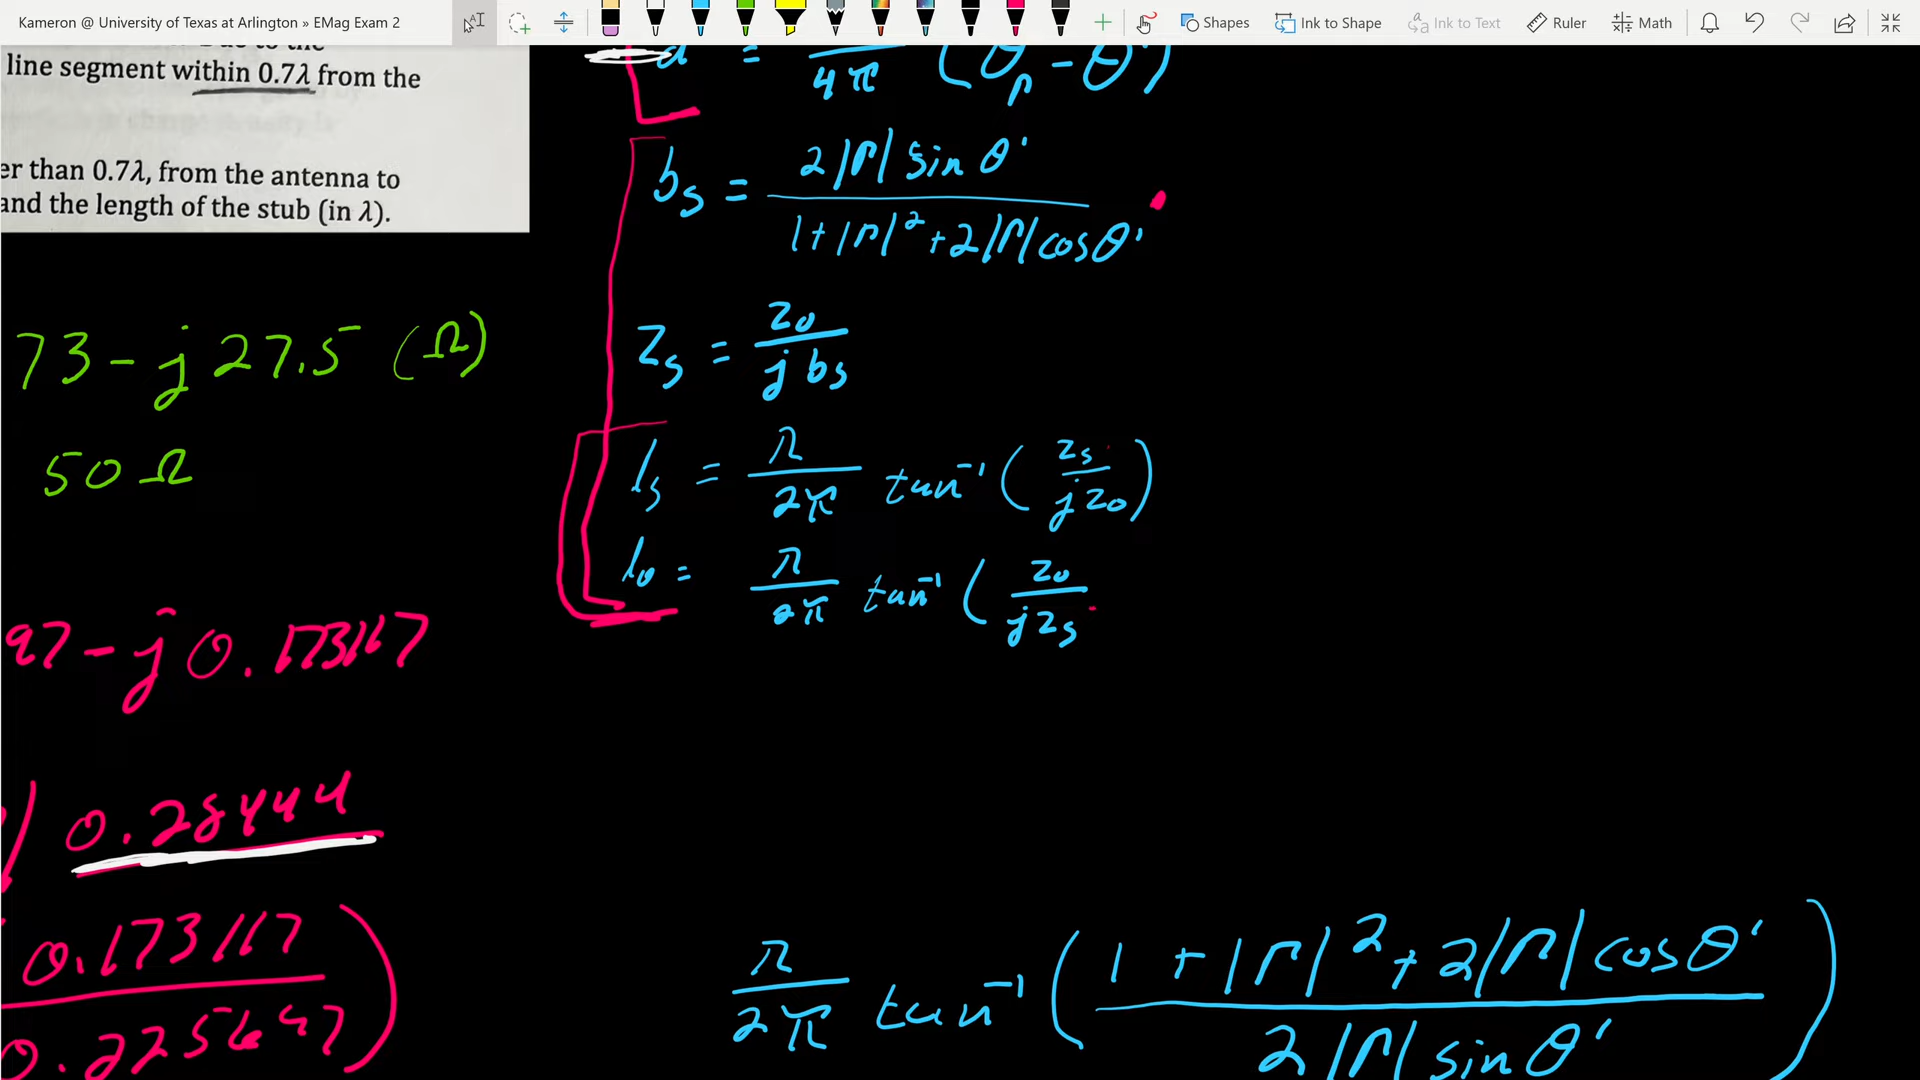 Kameron @ University of Texas at Arlington » EMag Exam 2
Shapes
Ink to Shape
Ink to Text
Ruler
Math
line segment within 0.7λ from the
er than 0.7λ, from the antenna to
and the length of the stub (in λ).
73 - j 27.5 (Ω)
50 Ω
97 - j 0.173167
0.28444
0.173167
0.225697
d = / 4π (θp - θ')
bs = 2|Γ| sin θ' / 1+|Γ|² + 2|Γ| cos θ'
Zs = Z0 / j bs
ls = λ / 2π tan⁻¹ ( Zs / j Z0 )
l0 = λ / 2π tan⁻¹ ( Z0 / j Zs
λ / 2π tan⁻¹ ( 1 + |Γ|² + 2|Γ| cos θ' / 2|Γ| sin θ' )